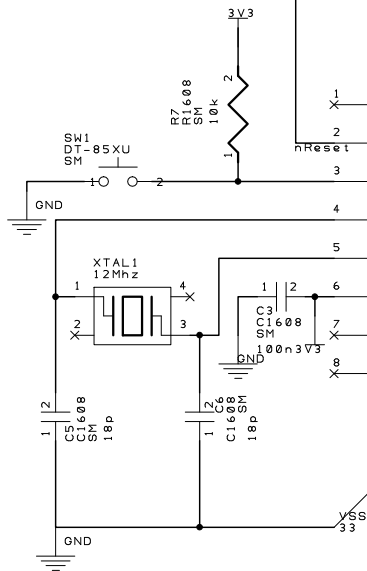 3V3
2
R7
R1608
SM
10k
1
1
2
nReset
SW1
DT-85XU
SM
1
2
3
GND
4
5
XTAL1
12Mhz
1
4
2
3
1
2
6
C3
C1608
SM
100n
3V3
7
GND
8
2
1
C5
C1608
SM
18p
2
1
C6
C1608
SM
18p
VSS
33
GND